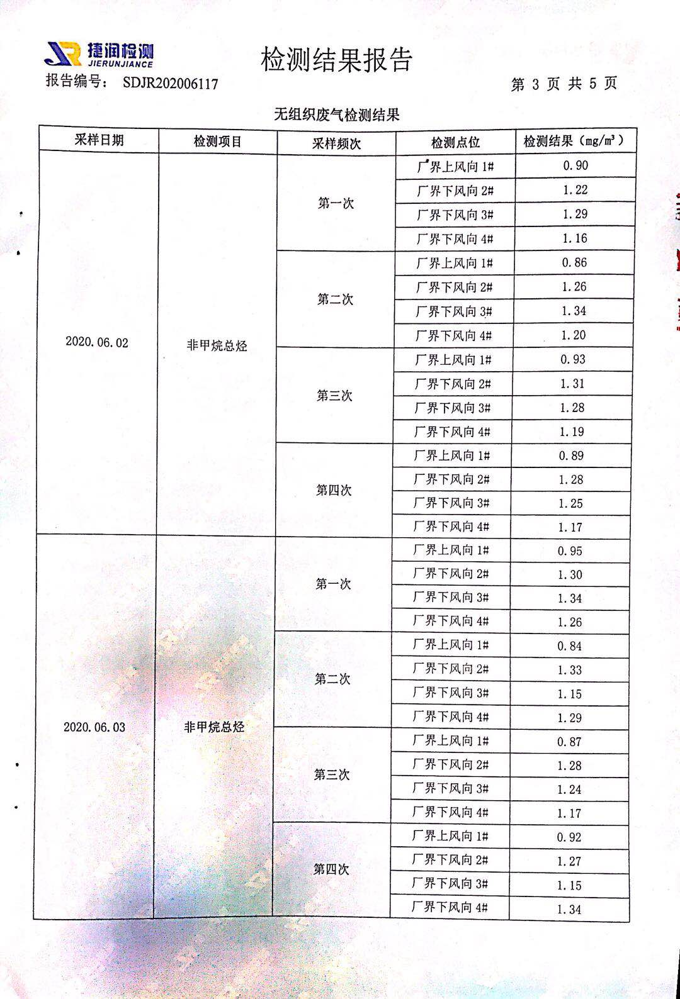 捷润检测
JIERUNJIANCE
检测结果报告
报告编号： SDJR202006117
第 3 页 共 5 页
无组织废气检测结果
采样日期 检测项目 采样频次 检测点位 检测结果（mg/m³）
2020.06.02 非甲烷总烃
第一次
厂界上风向 1# 0.90
厂界下风向 2# 1.22
厂界下风向 3# 1.29
厂界下风向 4# 1.16
第二次
厂界上风向 1# 0.86
厂界下风向 2# 1.26
厂界下风向 3# 1.34
厂界下风向 4# 1.20
第三次
厂界上风向 1# 0.93
厂界下风向 2# 1.31
厂界下风向 3# 1.28
厂界下风向 4# 1.19
第四次
厂界上风向 1# 0.89
厂界下风向 2# 1.28
厂界下风向 3# 1.25
厂界下风向 4# 1.17
2020.06.03 非甲烷总烃
第一次
厂界上风向 1# 0.95
厂界下风向 2# 1.30
厂界下风向 3# 1.34
厂界下风向 4# 1.26
第二次
厂界上风向 1# 0.84
厂界下风向 2# 1.33
厂界下风向 3# 1.15
厂界下风向 4# 1.29
第三次
厂界上风向 1# 0.87
厂界下风向 2# 1.28
厂界下风向 3# 1.24
厂界下风向 4# 1.17
第四次
厂界上风向 1# 0.92
厂界下风向 2# 1.27
厂界下风向 3# 1.15
厂界下风向 4# 1.34